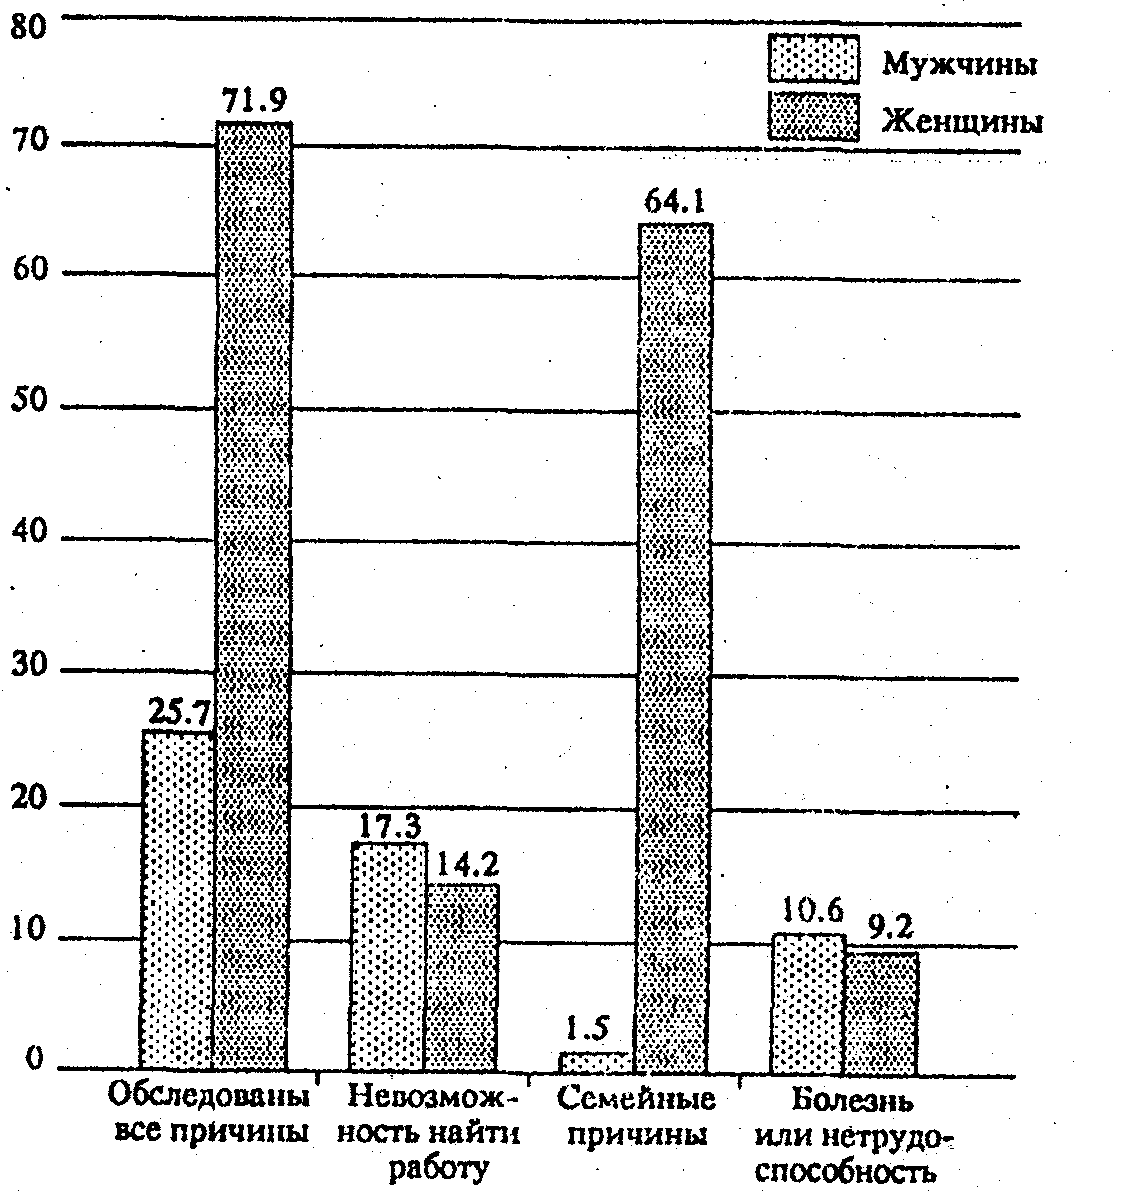 80
Мужчины
71.9
Женщины
70
64.1
60
50
40
30
25.7
20
17.3
14.2
10.6
9.2
10
1.5
0
Обследованы
все причины
Невозмож-
ность найти
работу
Семейные
причины
Болезнь
или нетрудо-
способность